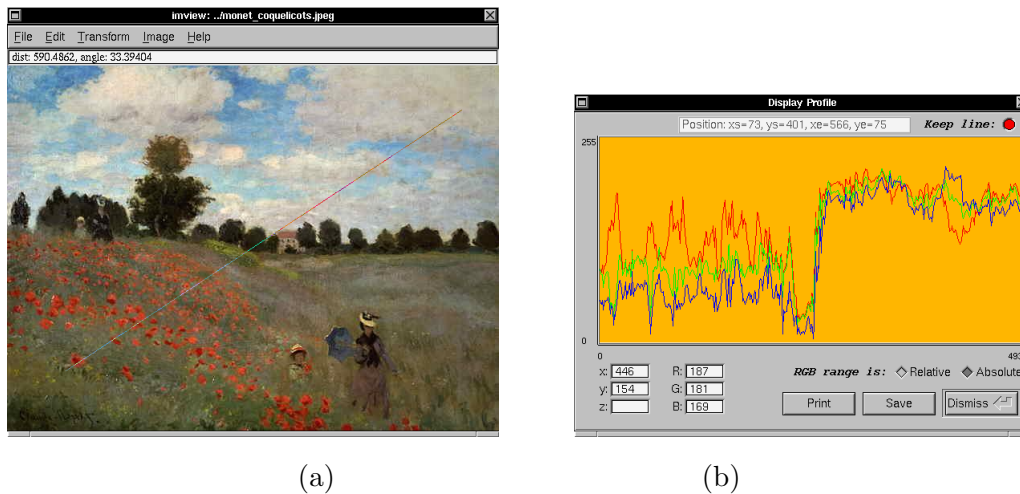 imview: ../monet_coquelicots.jpeg
File Edit Transform Image Help
dist: 590.4862, angle: 33.39404
(a)
Display Profile
Position: xs=73, ys=401, xe=566, ye=75
Keep line:
255
0
0
493
x: 446
y: 154
z:
R: 187
G: 181
B: 169
RGB range is: Relative Absolute
Print Save Dismiss
(b)